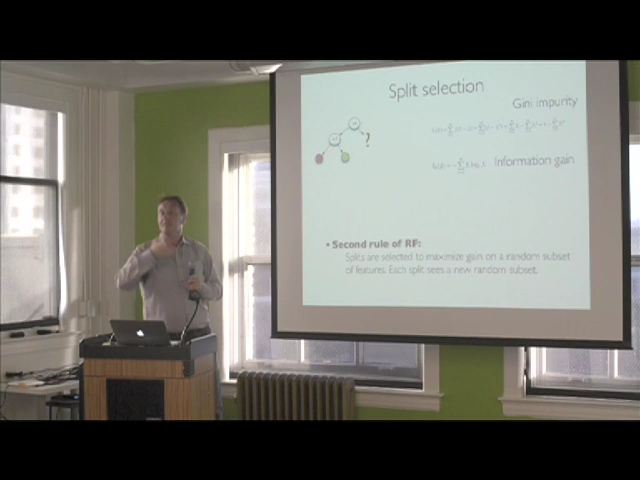 Split selection
Gini impurity
?
Information gain
• Second rule of RF:
Splits are selected to maximize gain on a random subset
of features. Each split sees a new random subset.